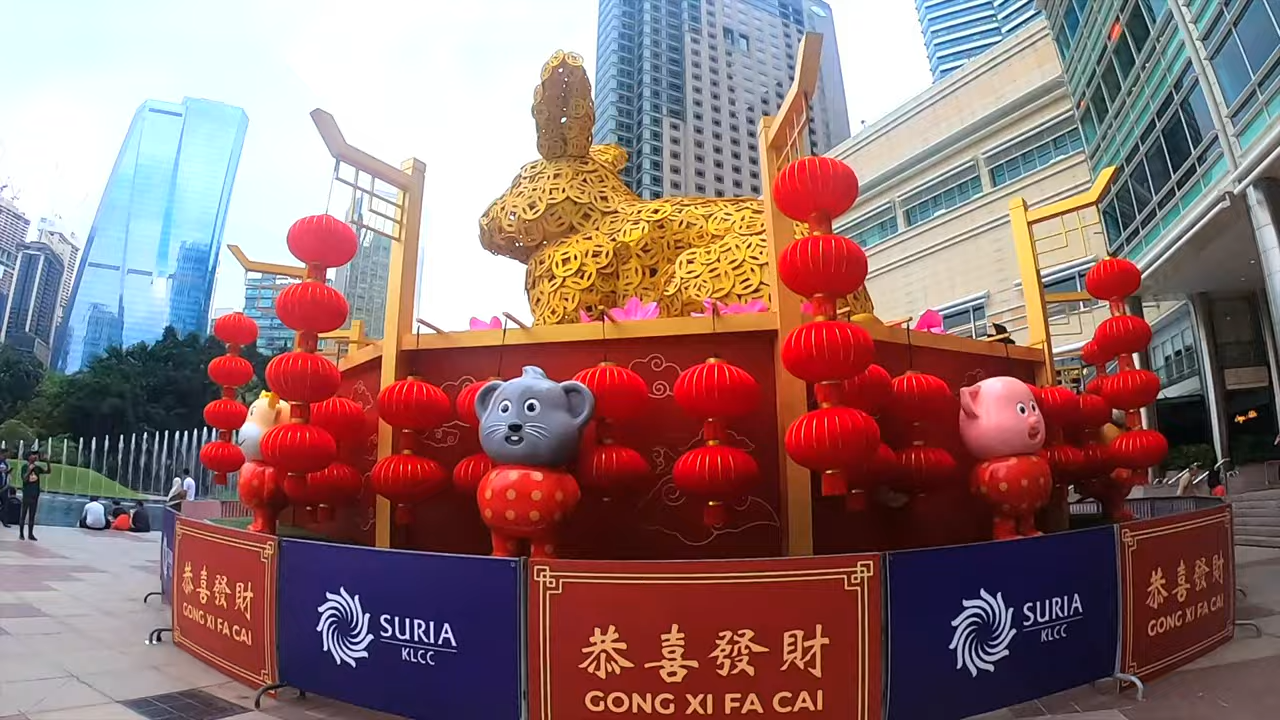 恭喜發財
GONG XI FA CAI
SURIA
KLCC
恭喜發財
GONG XI FA CAI
SURIA
KLCC
恭喜發財
GONG XI FA CAI